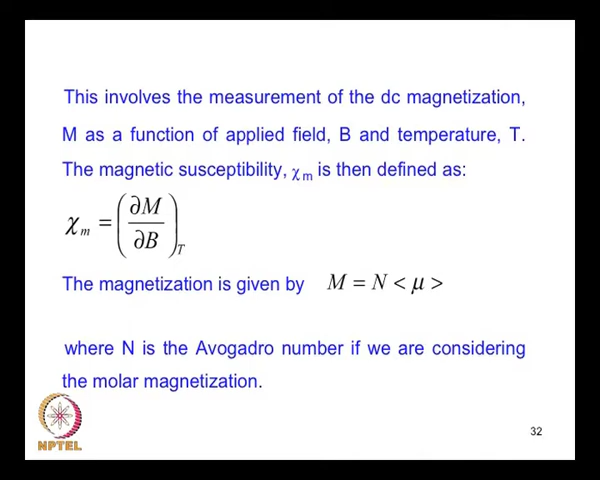 This involves the measurement of the dc magnetization,
M as a function of applied field, B and temperature, T.
The magnetic susceptibility, χm is then defined as:
χm = (∂M/∂B)T
The magnetization is given by M = N < μ >
where N is the Avogadro number if we are considering
the molar magnetization.
NPTEL
32